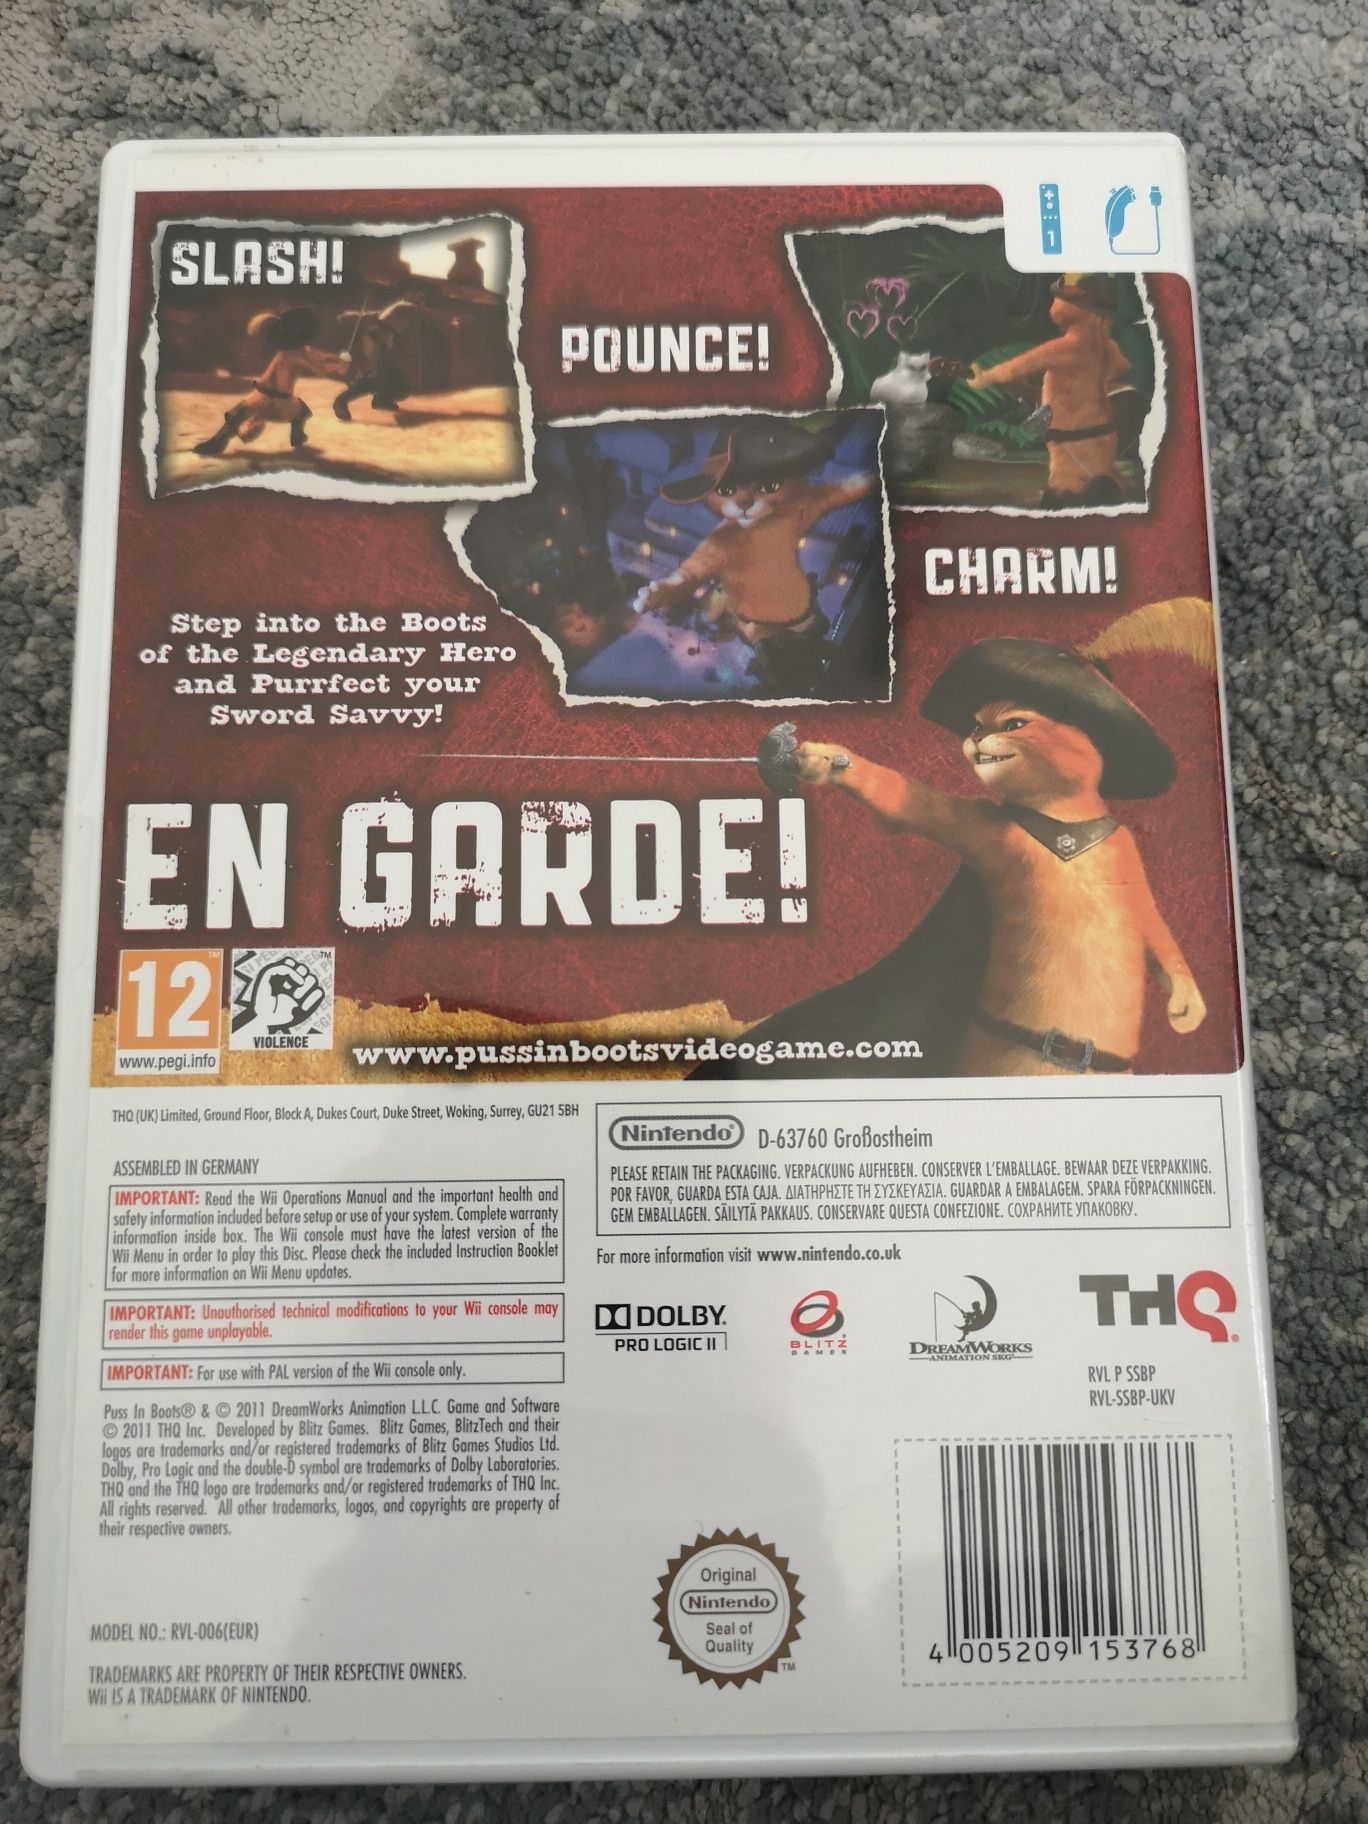 1
SLASH!
POUNCE!
CHARM!
Step into the Boots
of the Legendary Hero
and Purrfect your
Sword Savvy!
EN GARDE!
12
™
www.pegi.info
™
VIOLENCE
www.pussinbootsvideogame.com
THQ (UK) Limited, Ground Floor, Block A, Dukes Court, Duke Street, Woking, Surrey, GU21 5BH
ASSEMBLED IN GERMANY
IMPORTANT: Read the Wii Operations Manual and the important health and
safety information included before setup or use of your system. Complete warranty
information inside box. The Wii console must have the latest version of the
Wii Menu in order to play this Disc. Please check the included Instruction Booklet
for more information on Wii Menu updates.
IMPORTANT: Unauthorised technical modifications to your Wii console may
render this game unplayable.
IMPORTANT: For use with PAL version of the Wii console only.
Puss In Boots® & © 2011 DreamWorks Animation L.L.C. Game and Software
© 2011 THQ Inc. Developed by Blitz Games. Blitz Games, BlitzTech and their
logos are trademarks and/or registered trademarks of Blitz Games Studios Ltd.
Dolby, Pro Logic and the double-D symbol are trademarks of Dolby Laboratories.
THQ and the THQ logo are trademarks and/or registered trademarks of THQ Inc.
All rights reserved. All other trademarks, logos, and copyrights are property of
their respective owners.
MODEL NO.: RVL-006(EUR)
TRADEMARKS ARE PROPERTY OF THEIR RESPECTIVE OWNERS.
Wii IS A TRADEMARK OF NINTENDO.
Nintendo® D-63760 Großostheim
PLEASE RETAIN THE PACKAGING. VERPACKUNG AUFHEBEN. CONSERVER L'EMBALLAGE. BEWAAR DEZE VERPAKKING.
POR FAVOR, GUARDA ESTA CAJA. ΔΙΑΤΗΡΗΣΤΕ ΤΗ ΣΥΣΚΕΥΑΣΙΑ. GUARDAR A EMBALAGEM. SPARA FÖRPACKNINGEN.
GEM EMBALLAGEN. SÄILYTÄ PAKKAUS. CONSERVARE QUESTA CONFEZIONE. СОХРАНИТЕ УПАКОВКУ.
For more information visit www.nintendo.co.uk
DOLBY.
PRO LOGIC II
BLITZ
GAMES
DREAMWORKS
ANIMATION SKG
THQ®
RVL P SSBP
RVL-SSBP-UKV
Original
Nintendo
Seal of
Quality
TM
4 005209 153768